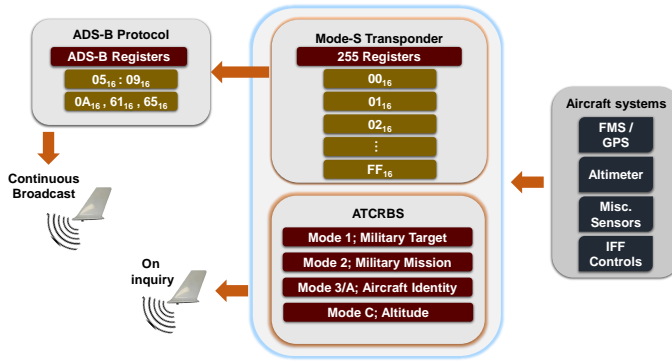 ADS-B Protocol
ADS-B Registers
05₁₆ : 09₁₆
0A₁₆ , 61₁₆ , 65₁₆
Continuous
Broadcast
Mode-S Transponder
255 Registers
00₁₆
01₁₆
02₁₆
⋮
FF₁₆
ATCRBS
Mode 1; Military Target
Mode 2; Military Mission
Mode 3/A; Aircraft Identity
Mode C; Altitude
On
inquiry
Aircraft systems
FMS /
GPS
Altimeter
Misc.
Sensors
IFF
Controls